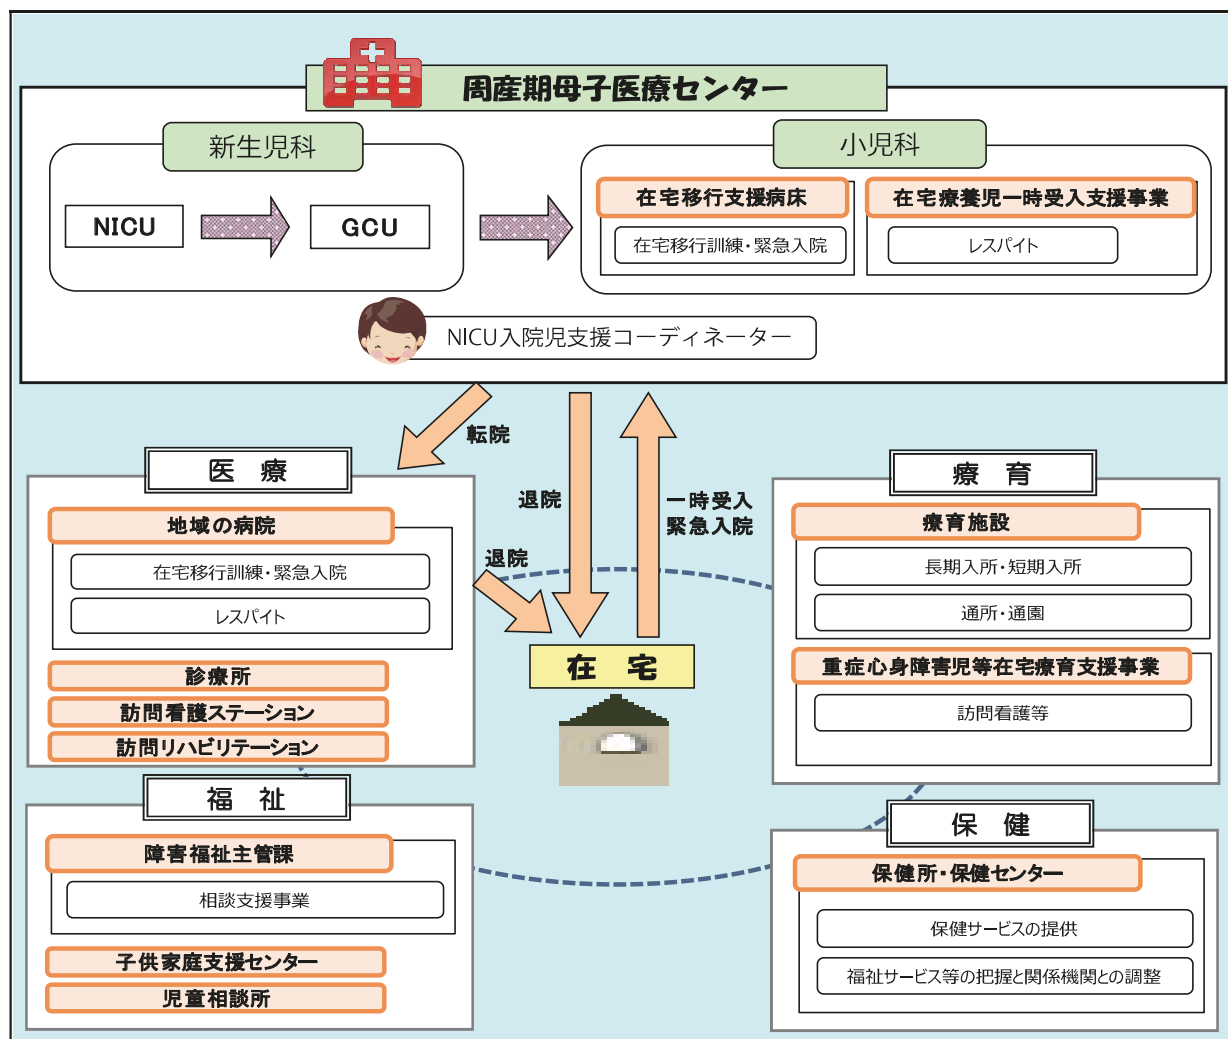 周産期母子医療センター
新生児科
NICU
GCU
小児科
在宅移行支援病床
在宅移行訓練・緊急入院
在宅療養児一時受入支援事業
レスパイト
NICU入院児支援コーディネーター
転院
退院
一時受入
緊急入院
退院
医 療
地域の病院
在宅移行訓練・緊急入院
レスパイト
診療所
訪問看護ステーション
訪問リハビリテーション
在 宅
療 育
療育施設
長期入所・短期入所
通所・通園
重症心身障害児等在宅療育支援事業
訪問看護等
福 祉
障害福祉主管課
相談支援事業
子供家庭支援センター
児童相談所
保 健
保健所・保健センター
保健サービスの提供
福祉サービス等の把握と関係機関との調整